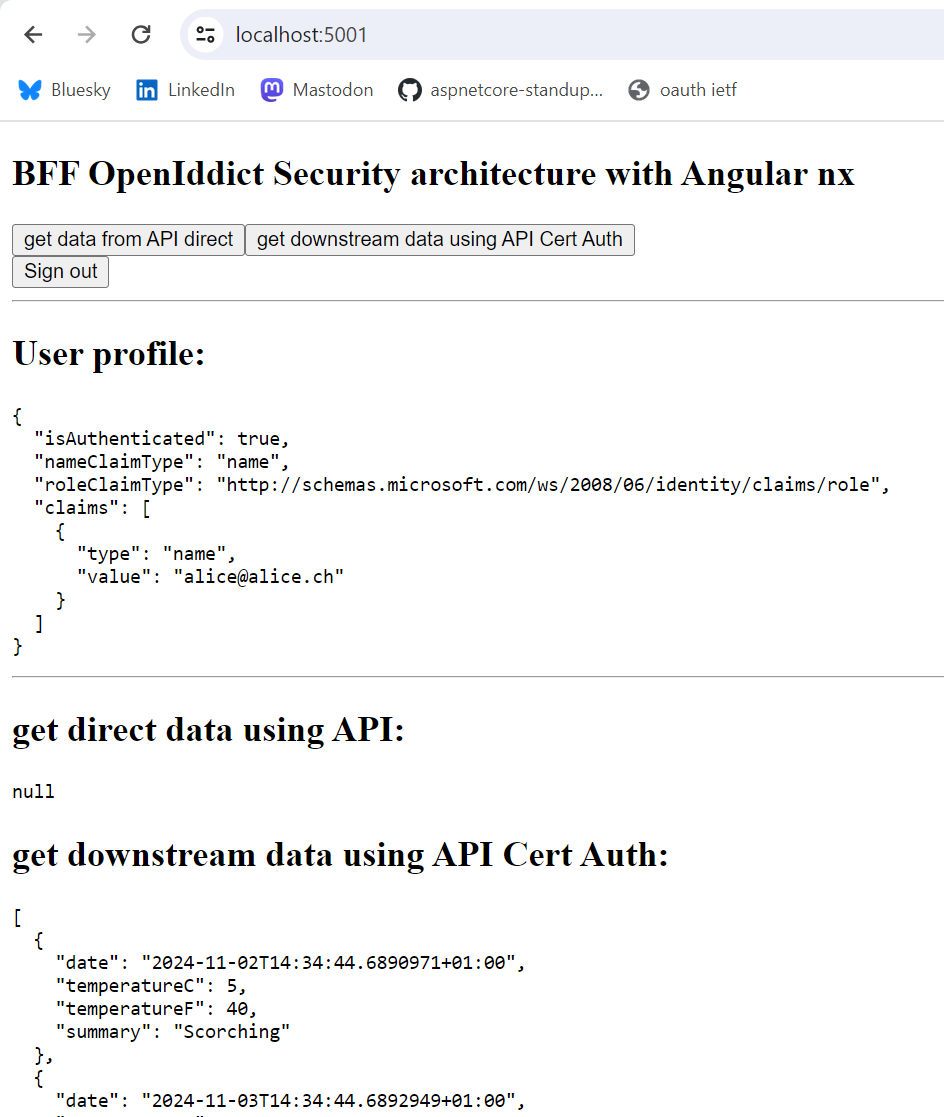 localhost:5001
Bluesky LinkedIn Mastodon aspnetcore-standup... oauth ietf
BFF OpenIddict Security architecture with Angular nx
get data from API direct get downstream data using API Cert Auth
Sign out
User profile:
{
  "isAuthenticated": true,
  "nameClaimType": "name",
  "roleClaimType": "http://schemas.microsoft.com/ws/2008/06/identity/claims/role",
  "claims": [
    {
      "type": "name",
      "value": "alice@alice.ch"
    }
  ]
}
get direct data using API:
null
get downstream data using API Cert Auth:
[
  {
    "date": "2024-11-02T14:34:44.6890971+01:00",
    "temperatureC": 5,
    "temperatureF": 40,
    "summary": "Scorching"
  },
  {
    "date": "2024-11-03T14:34:44.6892949+01:00",